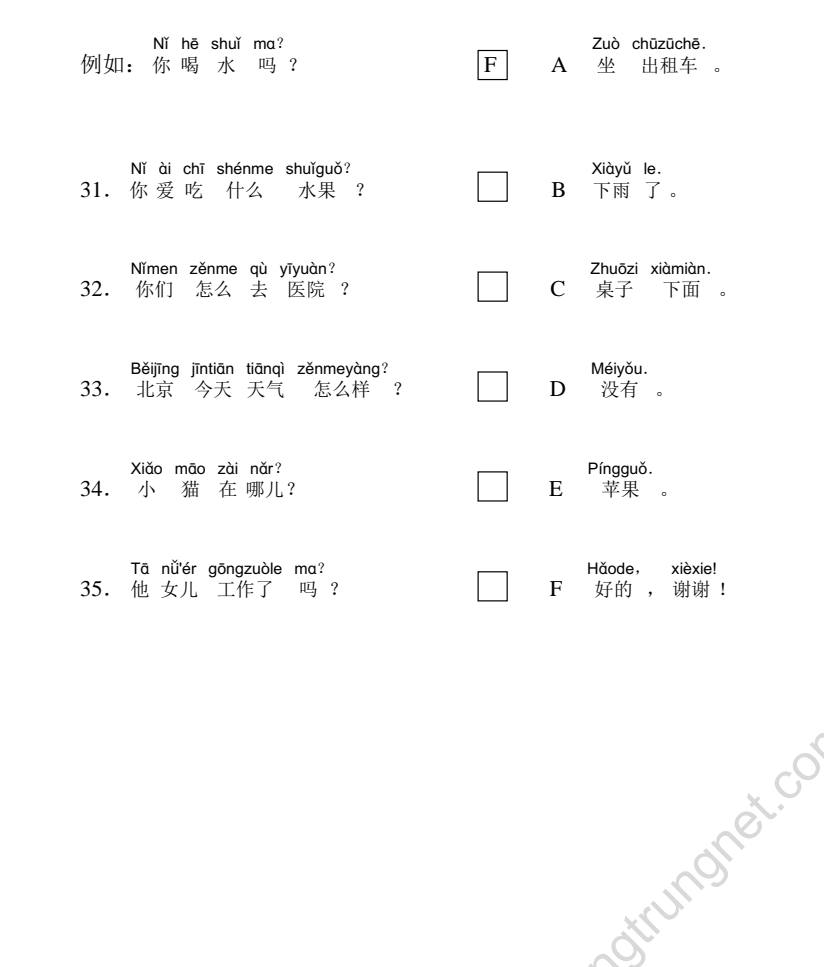 Nǐ hē shuǐ ma? Zuò chūzūchē.
例如：你 喝 水 吗 ？ F A 坐 出租车 。
Nǐ ài chī shénme shuǐguǒ? Xiàyǔ le.
31． 你 爱 吃 什么 水果 ？ B 下雨 了 。
Nǐmen zěnme qù yīyuàn? Zhuōzi xiàmiàn.
32． 你们 怎么 去 医院 ？ C 桌子 下面 。
Běijīng jīntiān tiānqì zěnmeyàng? Méiyǒu.
33． 北京 今天 天气 怎么样 ？ D 没有 。
Xiǎo māo zài nǎr? Píngguǒ.
34． 小 猫 在 哪儿？ E 苹果 。
Tā nǚ'ér gōngzuòle ma? Hǎode, xièxie!
35． 他 女儿 工作了 吗 ？ F 好的 ，谢谢 ！